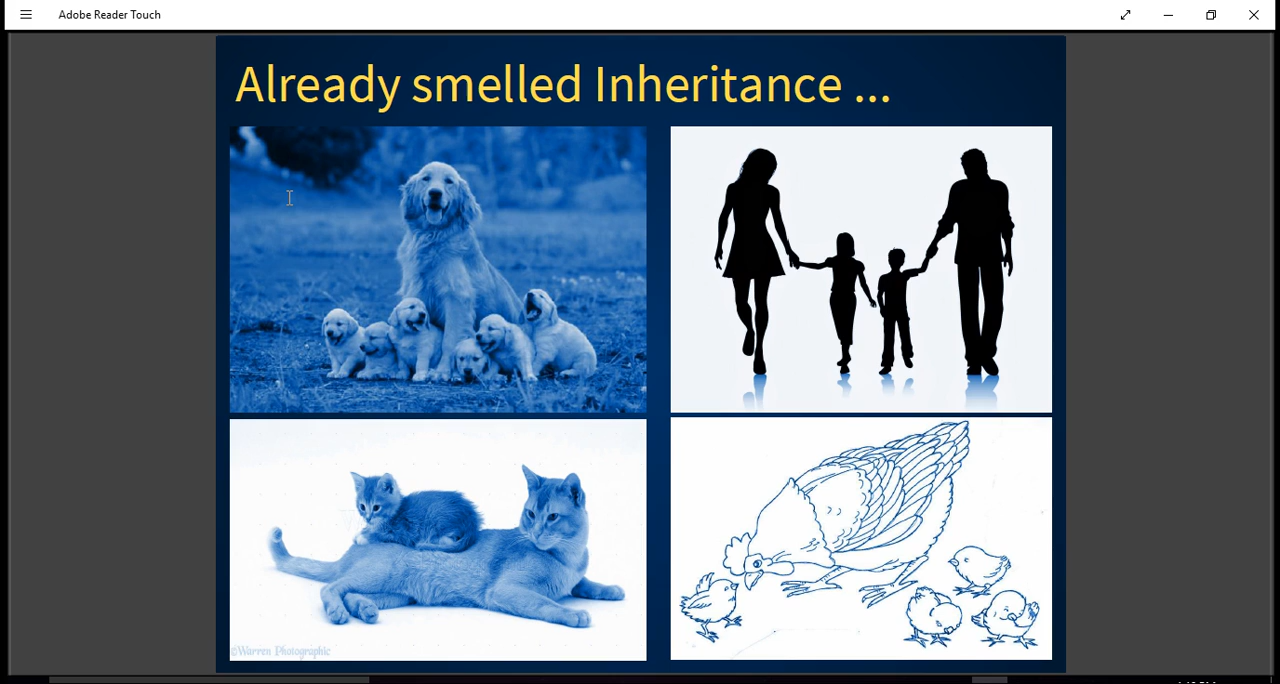 Adobe Reader Touch
Already smelled Inheritance ...
©Warren Photographic